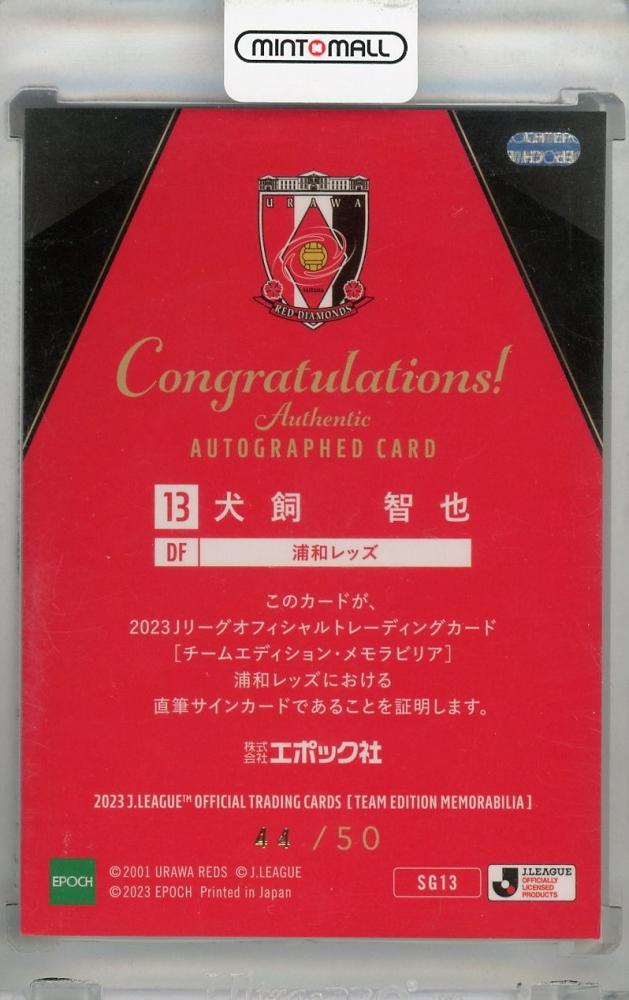 MINT MALL
URAWA
RED DIAMONDS
Congratulations!
Authentic
AUTOGRAPHED CARD
13 犬飼 智也
DF 浦和レッズ
このカードが、
2023Jリーグオフィシャルトレーディングカード
［チームエディション・メモラビリア］
浦和レッズにおける
直筆サインカードであることを証明します。
株式会社エポック社
2023 J.LEAGUE™ OFFICIAL TRADING CARDS [ TEAM EDITION MEMORABILIA ]
44 /50
EPOCH
©2001 URAWA REDS ©J.LEAGUE
©2023 EPOCH Printed in Japan
SG13
J.LEAGUE
OFFICIALLY
LICENSED
PRODUCTS